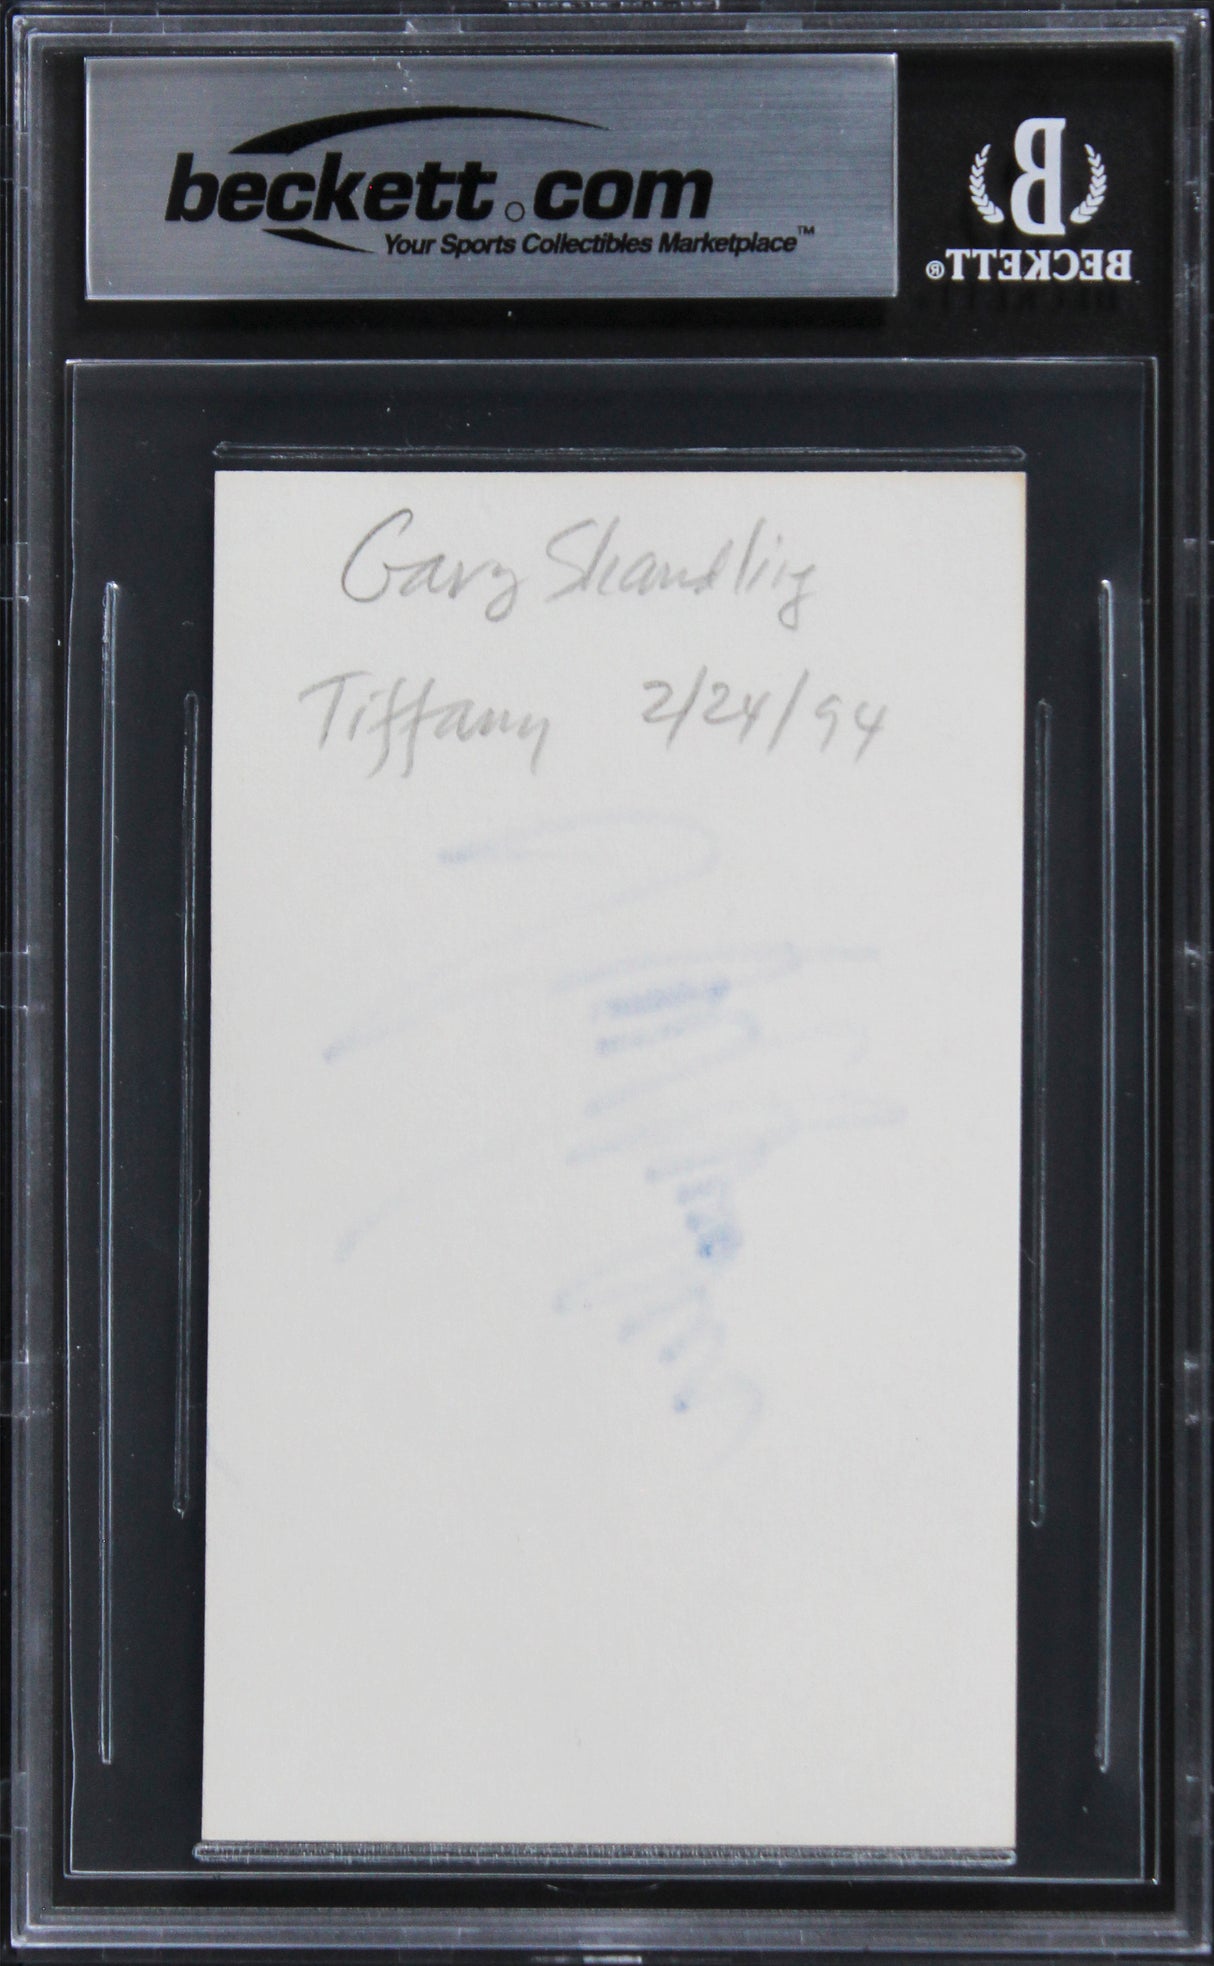 beckett.com
Your Sports Collectibles Marketplace™
B
BECKETT®
Gary Shandling
Tiffany 2/24/94